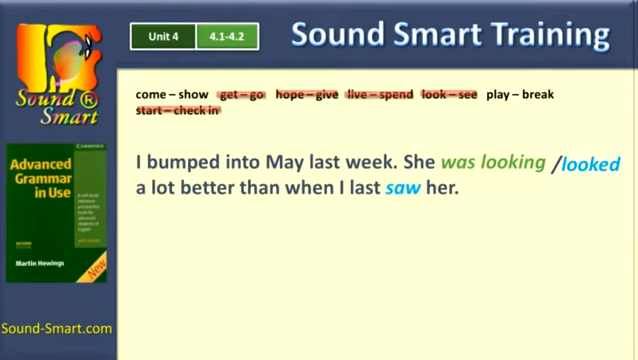 Unit 4
4.1-4.2
Sound Smart Training
Sound ® Smart
come – show get – go hope – give live – spend look – see play – break
start – check in
I bumped into May last week. She was looking /looked
a lot better than when I last saw her.
CAMBRIDGE
Advanced
Grammar
in Use
Martin Hewings
New
Sound-Smart.com